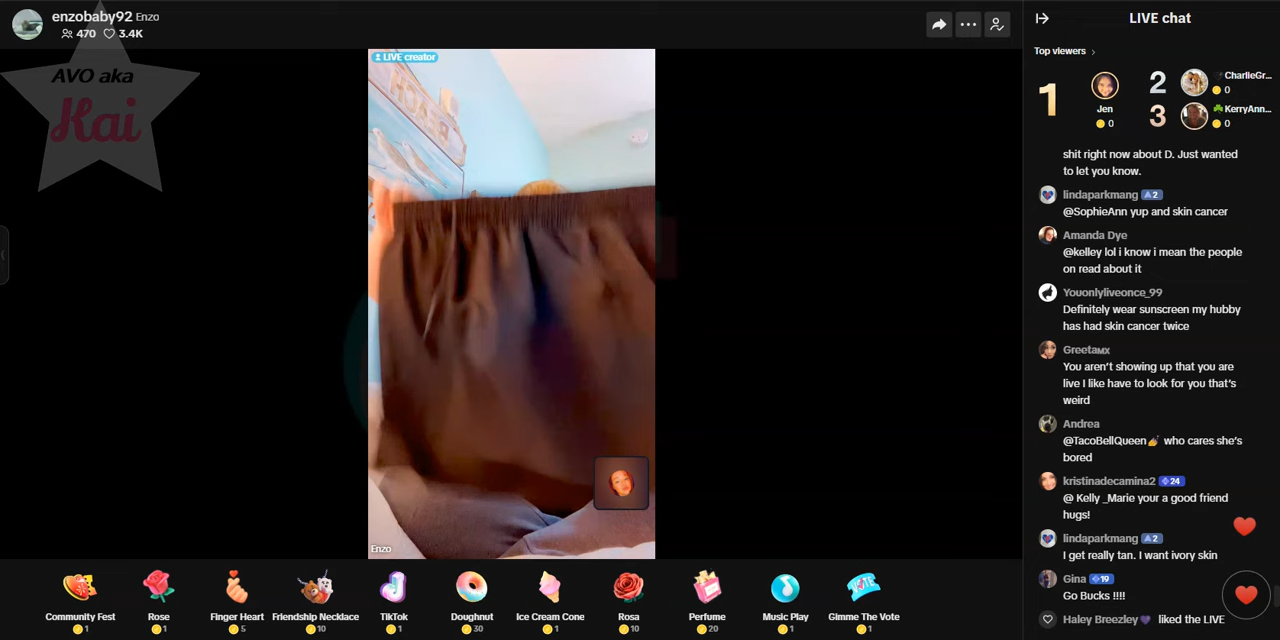 enzobaby92 Enzo
470 3.4K
AVO aka
Kai
LIVE creator
Enzo
Community Fest
1
Rose
1
Finger Heart
5
Friendship Necklace
10
TikTok
1
Doughnut
30
Ice Cream Cone
1
Rosa
10
Perfume
20
Music Play
1
Gimme The Vote
1
LIVE chat
Top viewers
1
Jen
0
2
CharlieGr...
0
3
KerryAnn...
0
shit right now about D. Just wanted
to let you know.
lindaparkmang 2
@SophieAnn yup and skin cancer
Amanda Dye
@kelley lol i know i mean the people
on read about it
Youonlyliveonce_99
Definitely wear sunscreen my hubby
has had skin cancer twice
GreetaMX
You aren't showing up that you are
live I like have to look for you that's
weird
Andrea
@TacoBellQueen💅 who cares she's
bored
kristinadecamina2 24
@ Kelly _Marie your a good friend
hugs!
lindaparkmang 2
I get really tan. I want ivory skin
Gina 19
Go Bucks !!!!
Haley Breezley💜 liked the LIVE